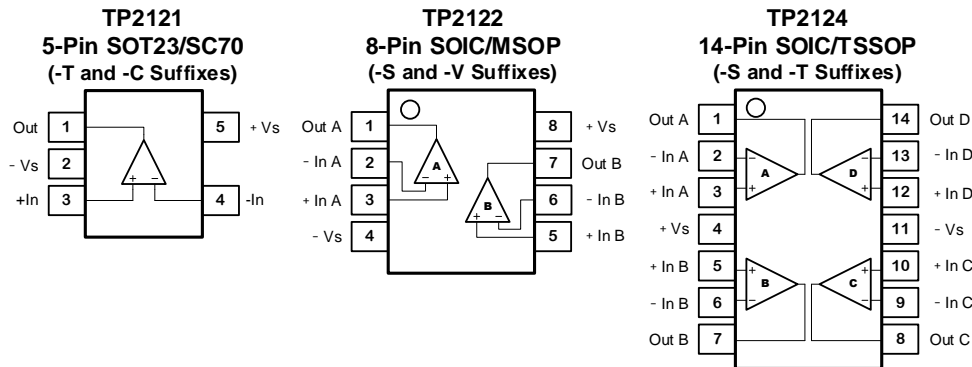 TP2121
5-Pin SOT23/SC70
(-T and -C Suffixes)
Out 1 5 + Vs
- Vs 2
+In 3 4 -In
+ −
TP2122
8-Pin SOIC/MSOP
(-S and -V Suffixes)
Out A 1 8 + Vs
- In A 2 7 Out B
+ In A 3 6 - In B
- Vs 4 5 + In B
A
− +
B
+ −
TP2124
14-Pin SOIC/TSSOP
(-S and -T Suffixes)
Out A 1 14 Out D
- In A 2 − − 13 - In D
A D
+ In A 3 + + 12 + In D
+ Vs 4 11 - Vs
+ In B 5 + + 10 + In C
B C
- In B 6 − − 9 - In C
Out B 7 8 Out C